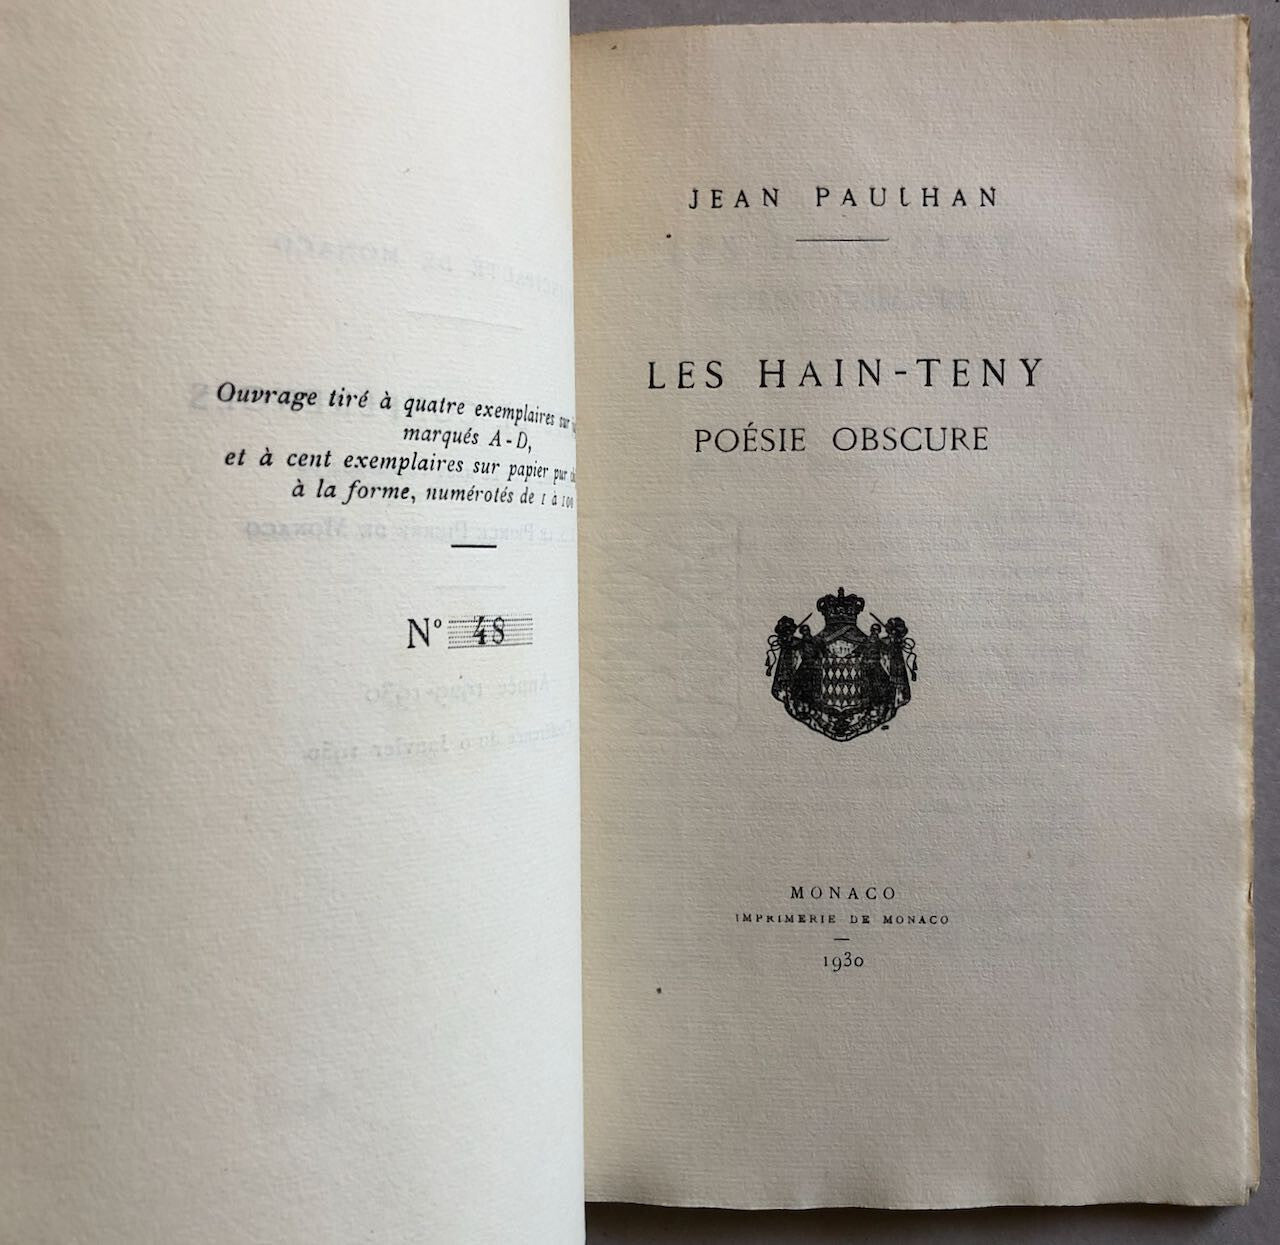 Ouvrage tiré à quatre exemplaires sur
marqués A-D,
et à cent exemplaires sur papier pur
à la forme, numérotés de 1 à 100
N° 48
JEAN PAULHAN
LES HAIN-TENY
POÉSIE OBSCURE
MONACO
IMPRIMERIE DE MONACO
1930